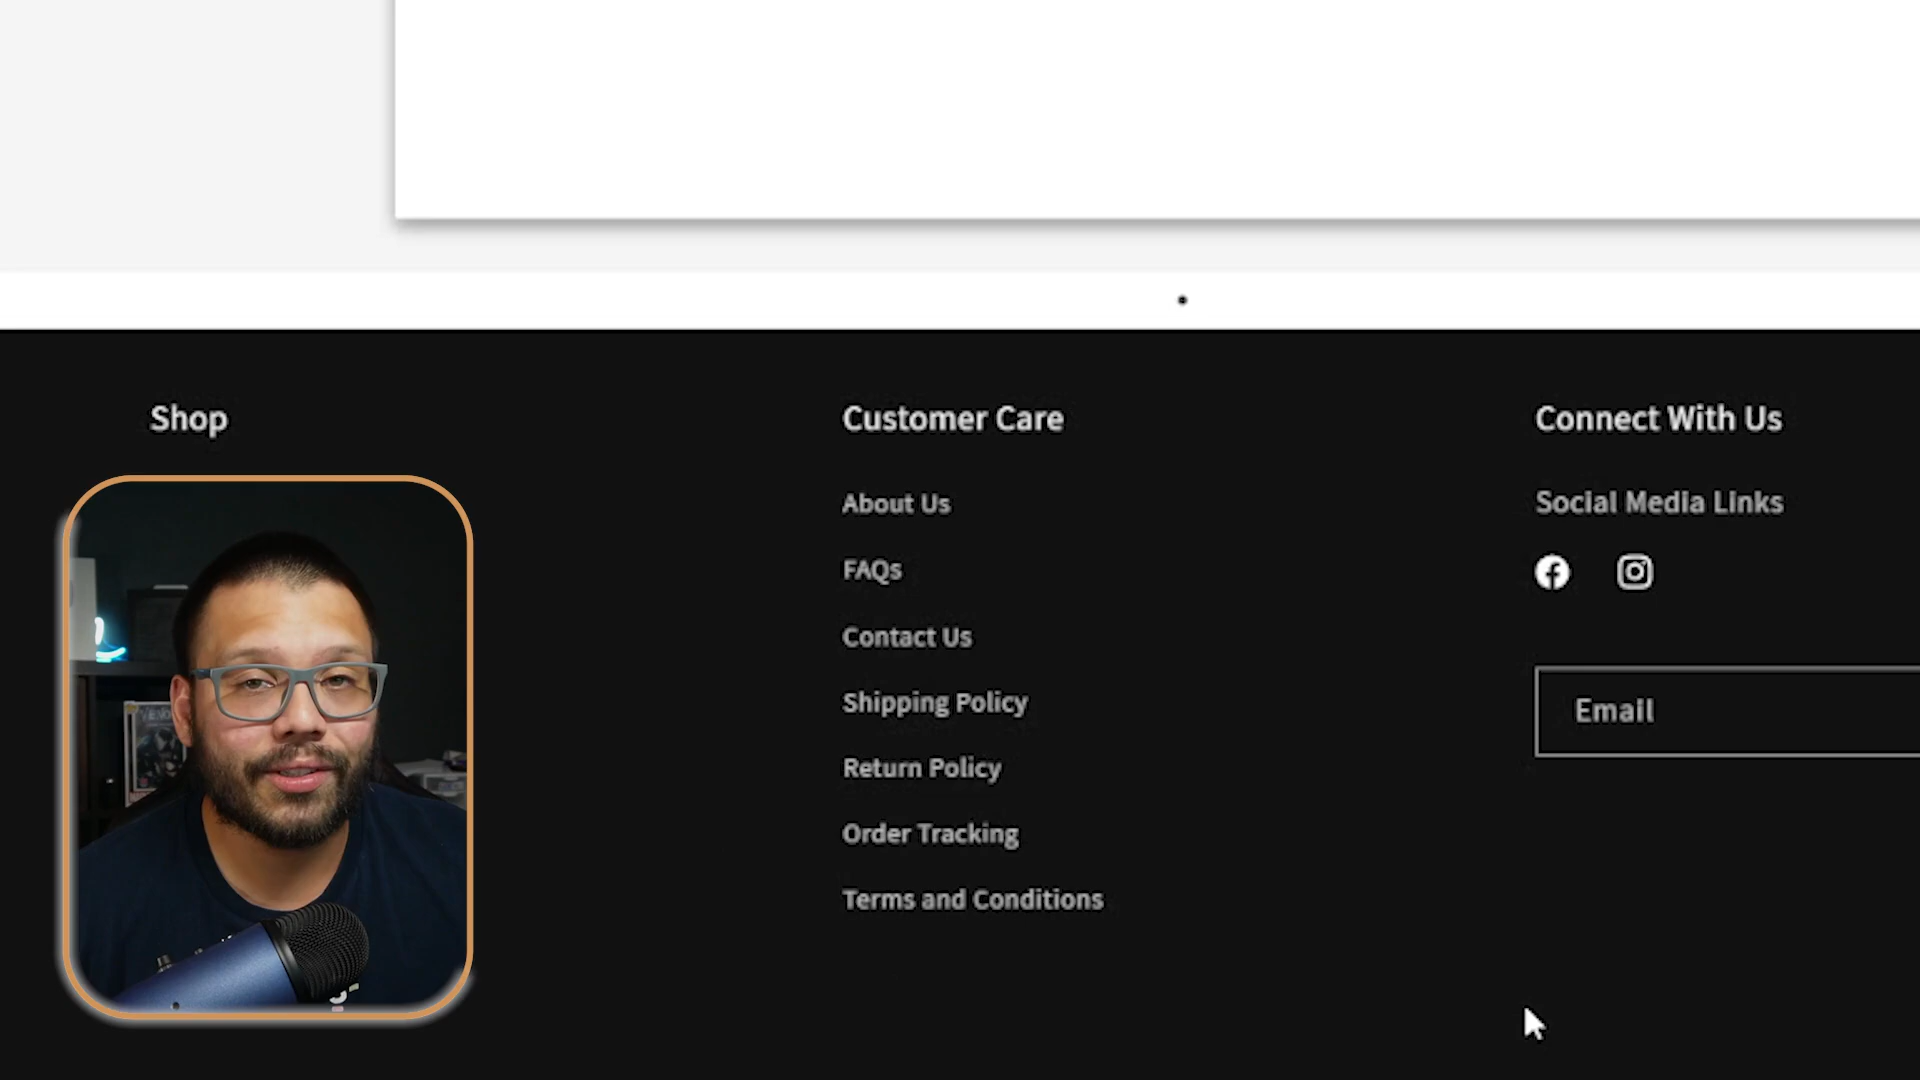 Shop
Customer Care
About Us
FAQs
Contact Us
Shipping Policy
Return Policy
Order Tracking
Terms and Conditions
Connect With Us
Social Media Links
Email
VENOM